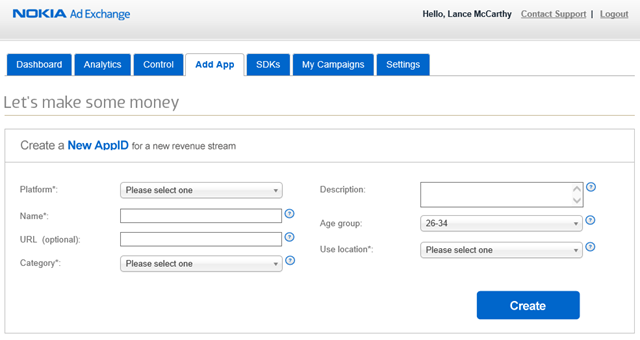 NOKIA Ad Exchange
Hello, Lance McCarthy Contact Support | Logout
Dashboard Analytics Control Add App SDKs My Campaigns Settings
Let's make some money
Create a New AppID for a new revenue stream
Platform*: Please select one
Name*: ?
URL (optional): ?
Category*: Please select one ?
Description: ?
Age group: 26-34 ?
Use location*: Please select one ?
Create